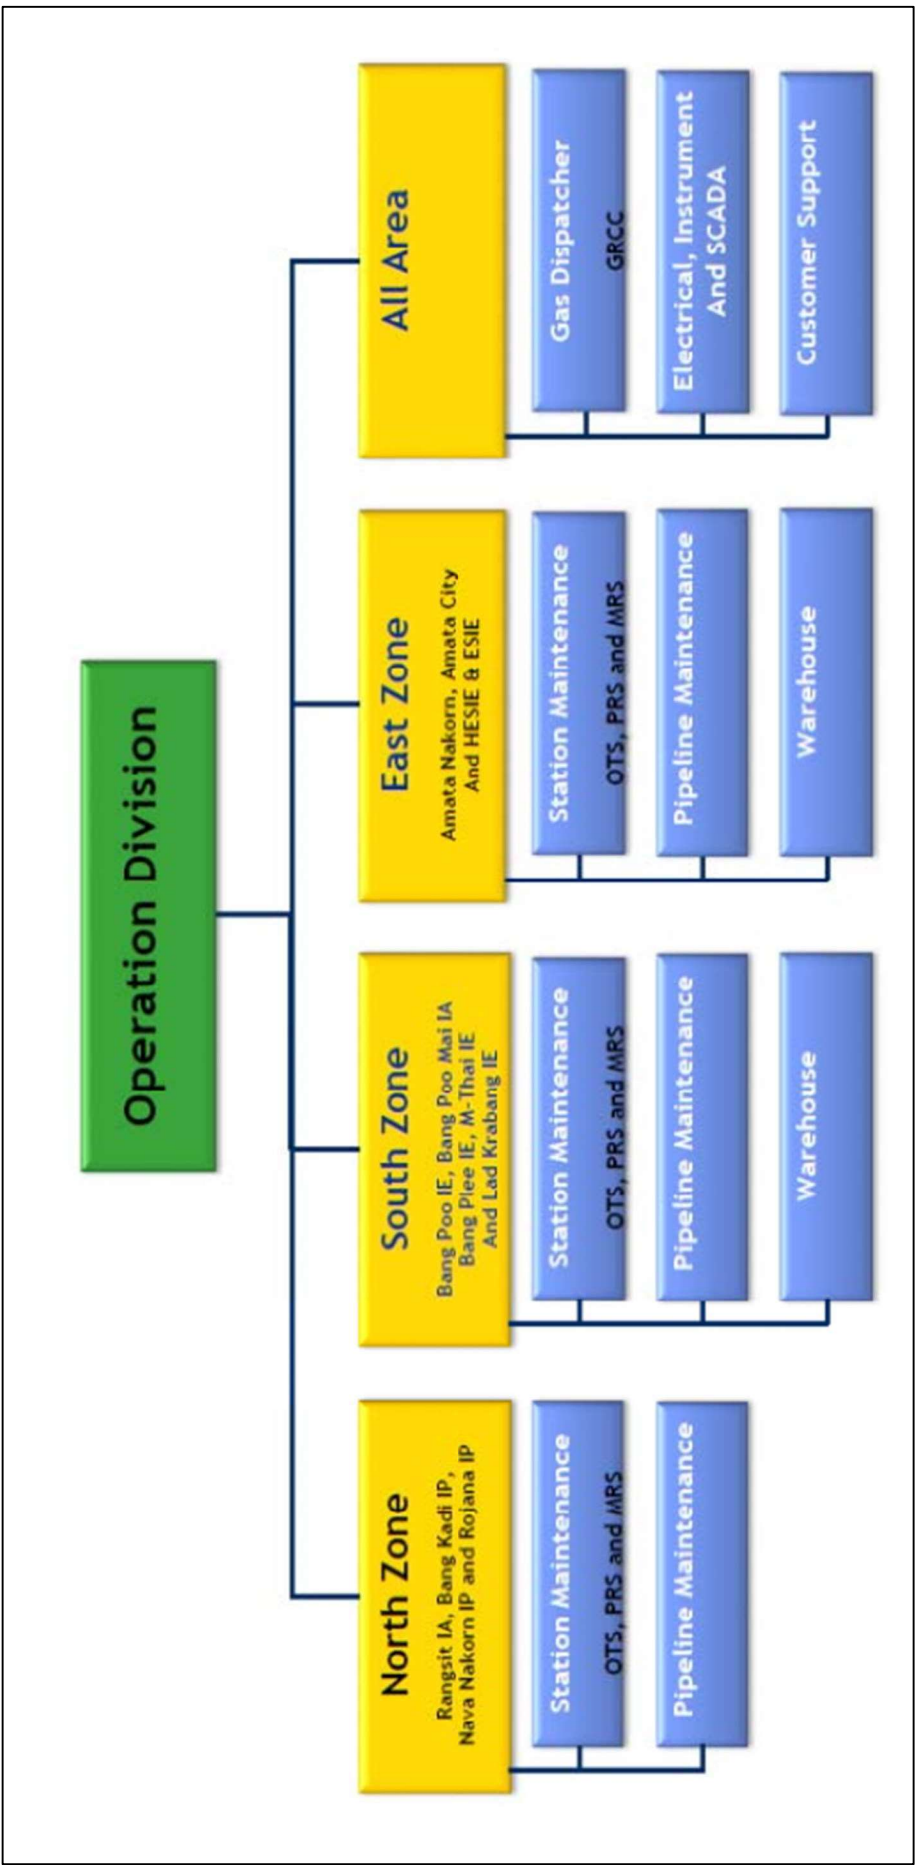 Operation Division
North Zone
Rangsit IA, Bang Kadi IP,
Nava Nakorn IP and Rojana IP
Station Maintenance
OTS, PRS and MRS
Pipeline Maintenance
South Zone
Bang Poo IE, Bang Poo Mai IA
Bang Plee IE, M-Thai IE
And Lad Krabang IE
Station Maintenance
OTS, PRS and MRS
Pipeline Maintenance
Warehouse
East Zone
Amata Nakorn, Amata City
And HESIE & ESIE
Station Maintenance
OTS, PRS and MRS
Pipeline Maintenance
Warehouse
All Area
Gas Dispatcher
GRCC
Electrical, Instrument
And SCADA
Customer Support